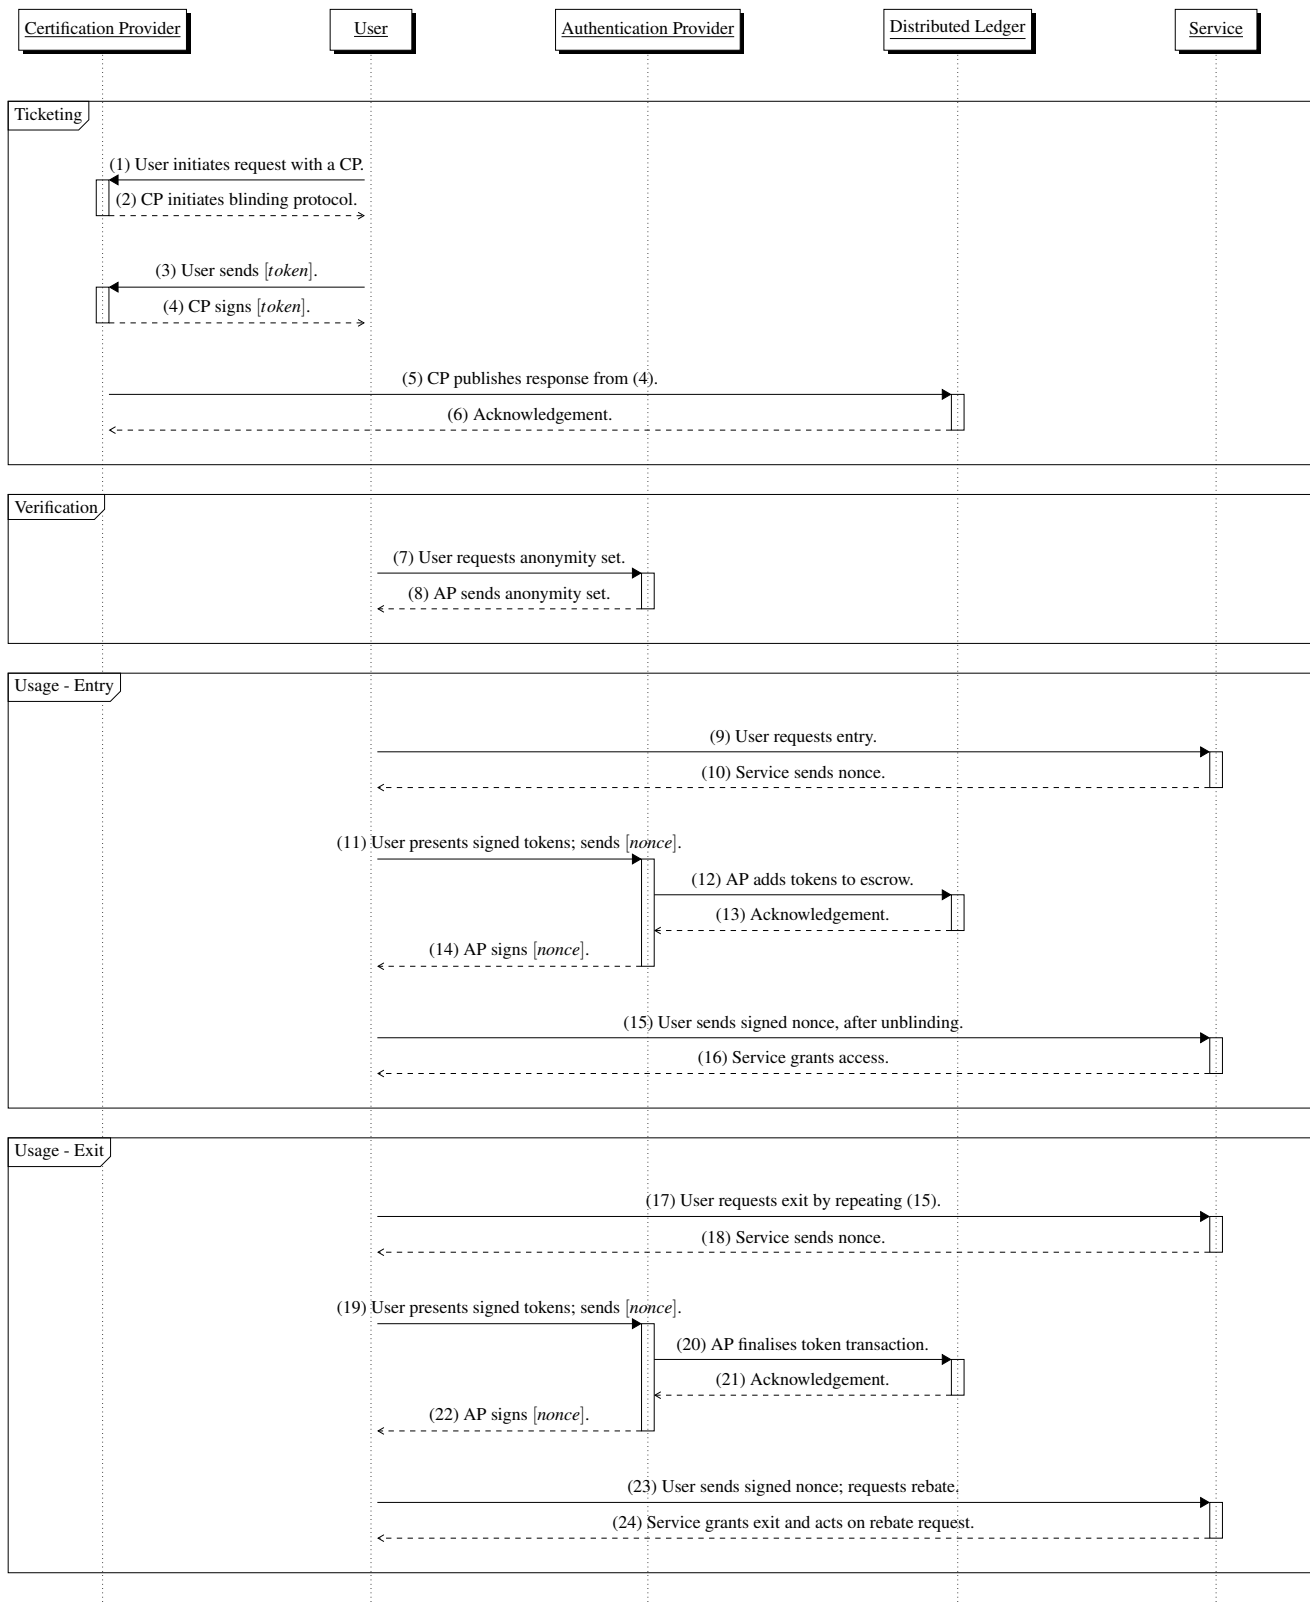 Certification Provider
User
Authentication Provider
Distributed Ledger
Service
Ticketing
(1) User initiates request with a CP.
(2) CP initiates blinding protocol.
(3) User sends [token].
(4) CP signs [token].
(5) CP publishes response from (4).
(6) Acknowledgement.
Verification
(7) User requests anonymity set.
(8) AP sends anonymity set.
Usage - Entry
(9) User requests entry.
(10) Service sends nonce.
(11) User presents signed tokens; sends [nonce].
(12) AP adds tokens to escrow.
(13) Acknowledgement.
(14) AP signs [nonce].
(15) User sends signed nonce, after unblinding.
(16) Service grants access.
Usage - Exit
(17) User requests exit by repeating (15).
(18) Service sends nonce.
(19) User presents signed tokens; sends [nonce].
(20) AP finalises token transaction.
(21) Acknowledgement.
(22) AP signs [nonce].
(23) User sends signed nonce; requests rebate.
(24) Service grants exit and acts on rebate request.